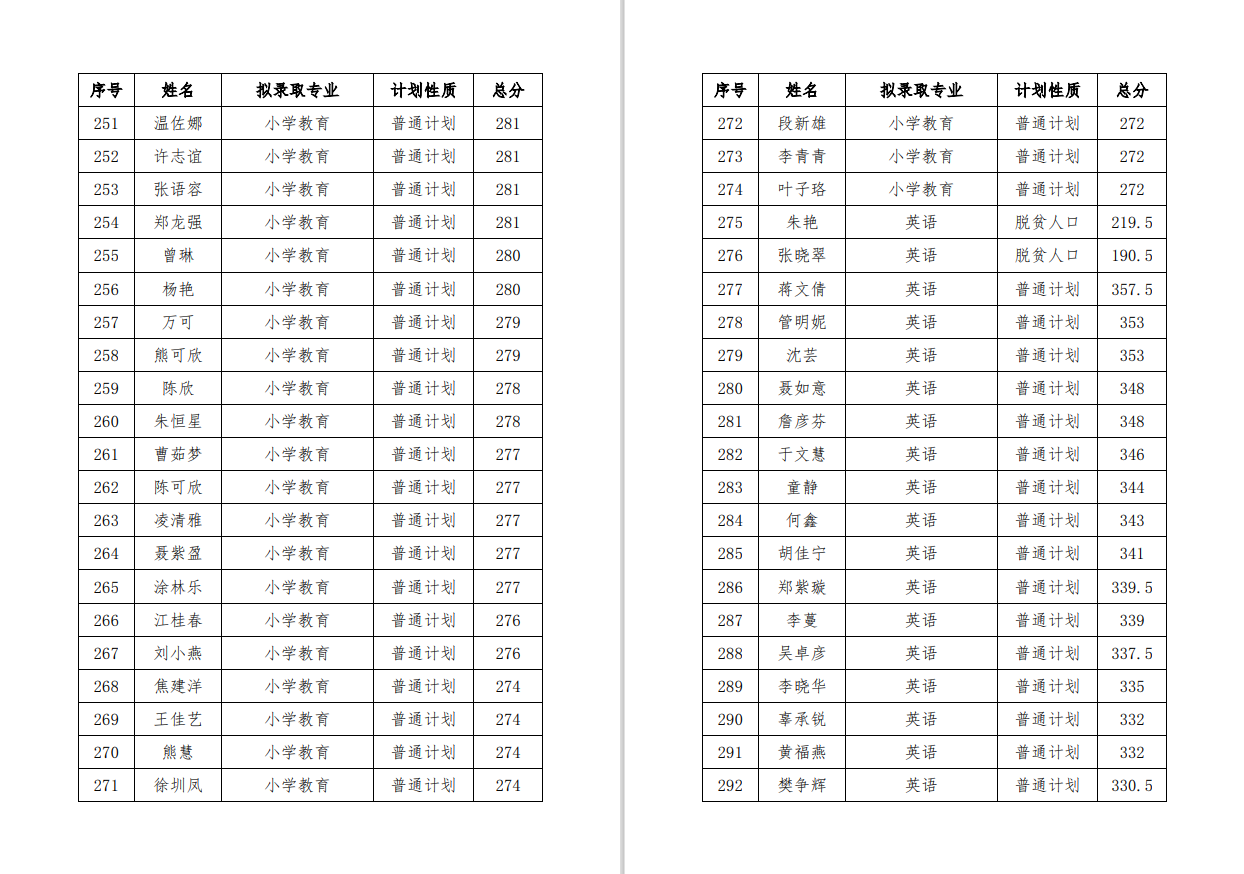 序号 姓名 拟录取专业 计划性质 总分
251 温佐娜 小学教育 普通计划 281
252 许志谊 小学教育 普通计划 281
253 张语容 小学教育 普通计划 281
254 郑龙强 小学教育 普通计划 281
255 曾琳 小学教育 普通计划 280
256 杨艳 小学教育 普通计划 280
257 万可 小学教育 普通计划 279
258 熊可欣 小学教育 普通计划 279
259 陈欣 小学教育 普通计划 278
260 朱恒星 小学教育 普通计划 278
261 曹茹梦 小学教育 普通计划 277
262 陈可欣 小学教育 普通计划 277
263 凌清雅 小学教育 普通计划 277
264 聂紫盈 小学教育 普通计划 277
265 涂林乐 小学教育 普通计划 277
266 江桂春 小学教育 普通计划 276
267 刘小燕 小学教育 普通计划 276
268 焦建洋 小学教育 普通计划 274
269 王佳艺 小学教育 普通计划 274
270 熊慧 小学教育 普通计划 274
271 徐圳凤 小学教育 普通计划 274
序号 姓名 拟录取专业 计划性质 总分
272 段新雄 小学教育 普通计划 272
273 李青青 小学教育 普通计划 272
274 叶子珞 小学教育 普通计划 272
275 朱艳 英语 脱贫人口 219.5
276 张晓翠 英语 脱贫人口 190.5
277 蒋文倩 英语 普通计划 357.5
278 管明妮 英语 普通计划 353
279 沈芸 英语 普通计划 353
280 聂如意 英语 普通计划 348
281 詹彦芬 英语 普通计划 348
282 于文慧 英语 普通计划 346
283 童静 英语 普通计划 344
284 何鑫 英语 普通计划 343
285 胡佳宁 英语 普通计划 341
286 郑紫璇 英语 普通计划 339.5
287 李蔓 英语 普通计划 339
288 吴卓彦 英语 普通计划 337.5
289 李晓华 英语 普通计划 335
290 辜承锐 英语 普通计划 332
291 黄福燕 英语 普通计划 332
292 樊争辉 英语 普通计划 330.5